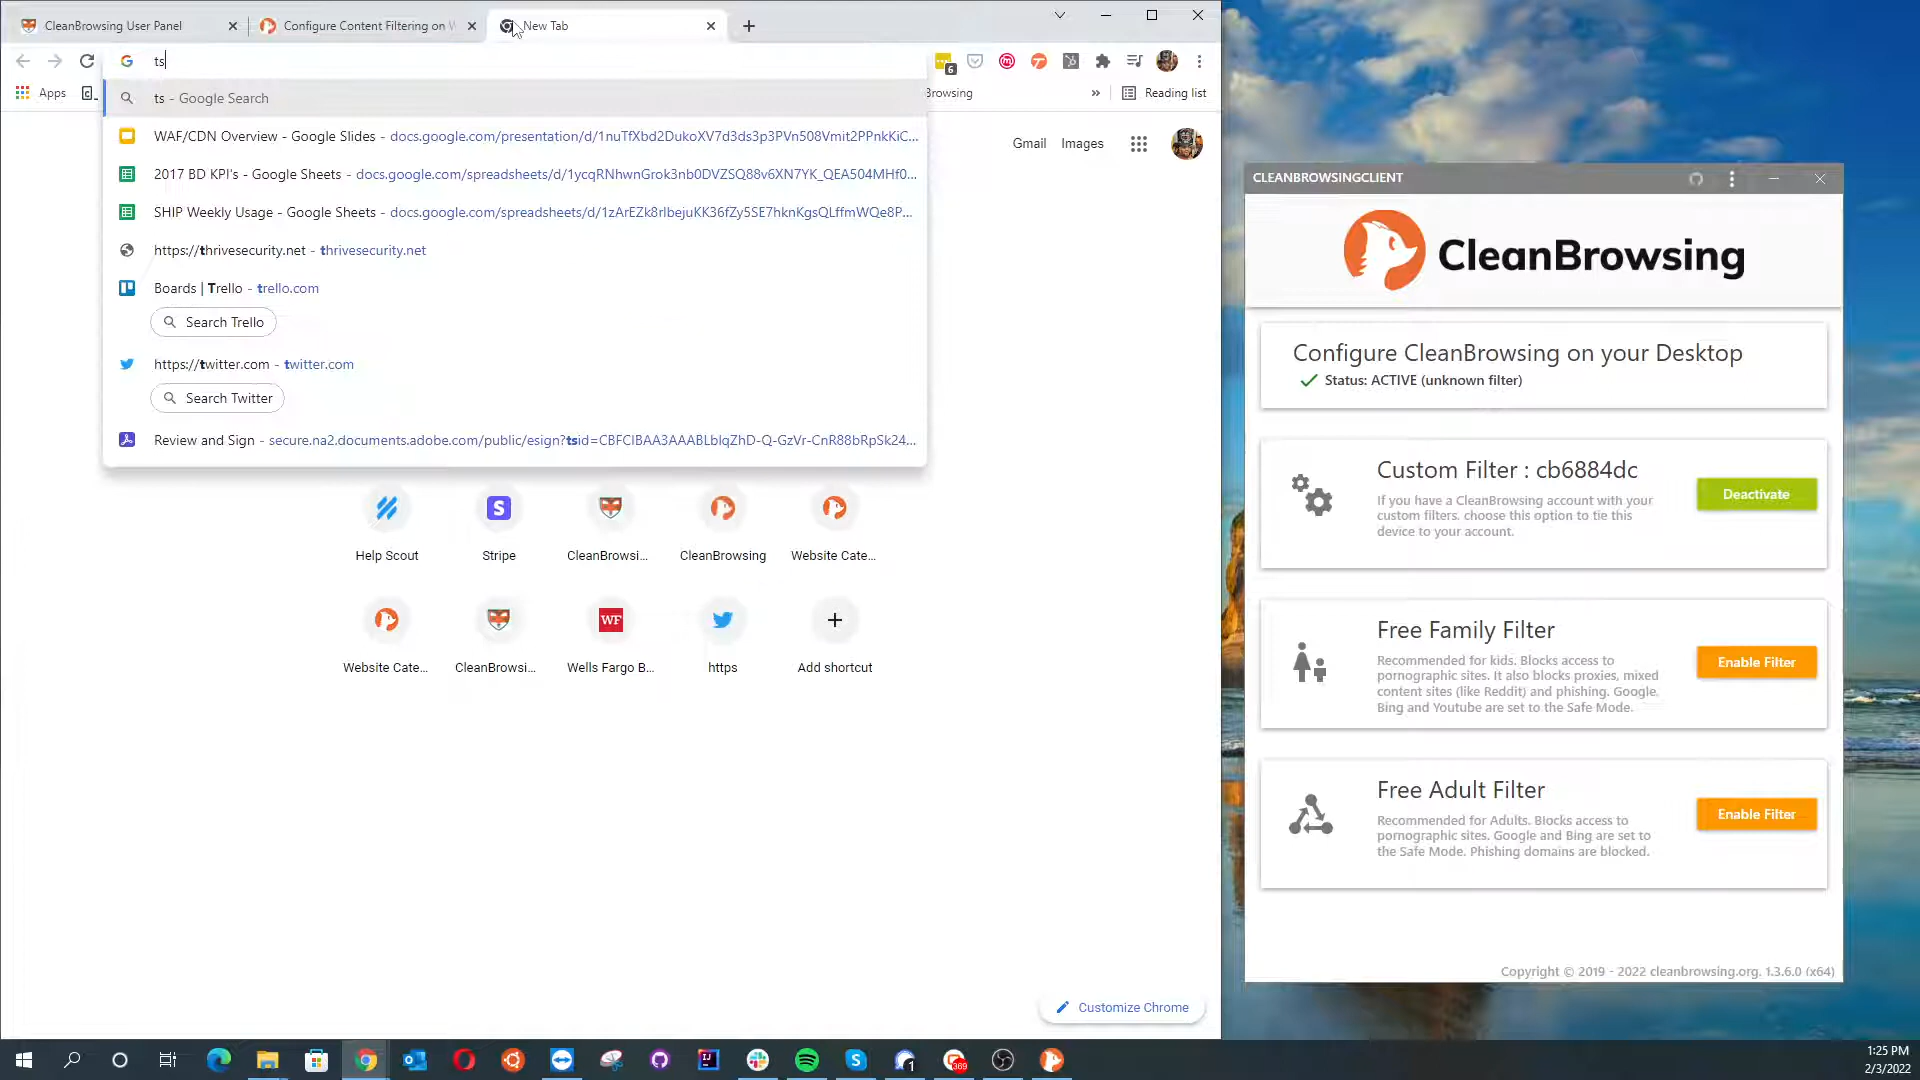 CleanBrowsing User Panel
Configure Content Filtering on W
New Tab
ts
6
Apps
Browsing
»
Reading list
ts - Google Search
WAF/CDN Overview - Google Slides - docs.google.com/presentation/d/1nuTfXbd2DukoXV7d3ds3p3PVn508Vmit2PPnkKiC...
2017 BD KPI's - Google Sheets - docs.google.com/spreadsheets/d/1ycqRNhwnGrok3nb0DVZSQ88v6XN7YK_QEA504MHf0...
SHIP Weekly Usage - Google Sheets - docs.google.com/spreadsheets/d/1zArEZk8rlbejuKK36fZy5SE7hknKgsQLffmWQe8P...
https://thrivesecurity.net - thrivesecurity.net
Boards | Trello - trello.com
Search Trello
https://twitter.com - twitter.com
Search Twitter
Review and Sign - secure.na2.documents.adobe.com/public/esign?tsid=CBFCIBAA3AAABLblqZhD-Q-GzVr-CnR88bRpSk24...
Gmail Images
Help Scout
Stripe
CleanBrowsi...
CleanBrowsing
Website Cate...
Website Cate...
CleanBrowsi...
WF
Wells Fargo B...
https
Add shortcut
Customize Chrome
CLEANBROWSINGCLIENT
CleanBrowsing
Configure CleanBrowsing on your Desktop
Status: ACTIVE (unknown filter)
Custom Filter : cb6884dc
If you have a CleanBrowsing account with your
custom filters. choose this option to tie this
device to your account.
Deactivate
Free Family Filter
Recommended for kids. Blocks access to
pornographic sites. It also blocks proxies, mixed
content sites (like Reddit) and phishing. Google,
Bing and Youtube are set to the Safe Mode.
Enable Filter
Free Adult Filter
Recommended for Adults. Blocks access to
pornographic sites. Google and Bing are set to
the Safe Mode. Phishing domains are blocked.
Enable Filter
Copyright © 2019 - 2022 cleanbrowsing.org. 1.3.6.0 (x64)
1:25 PM
2/3/2022